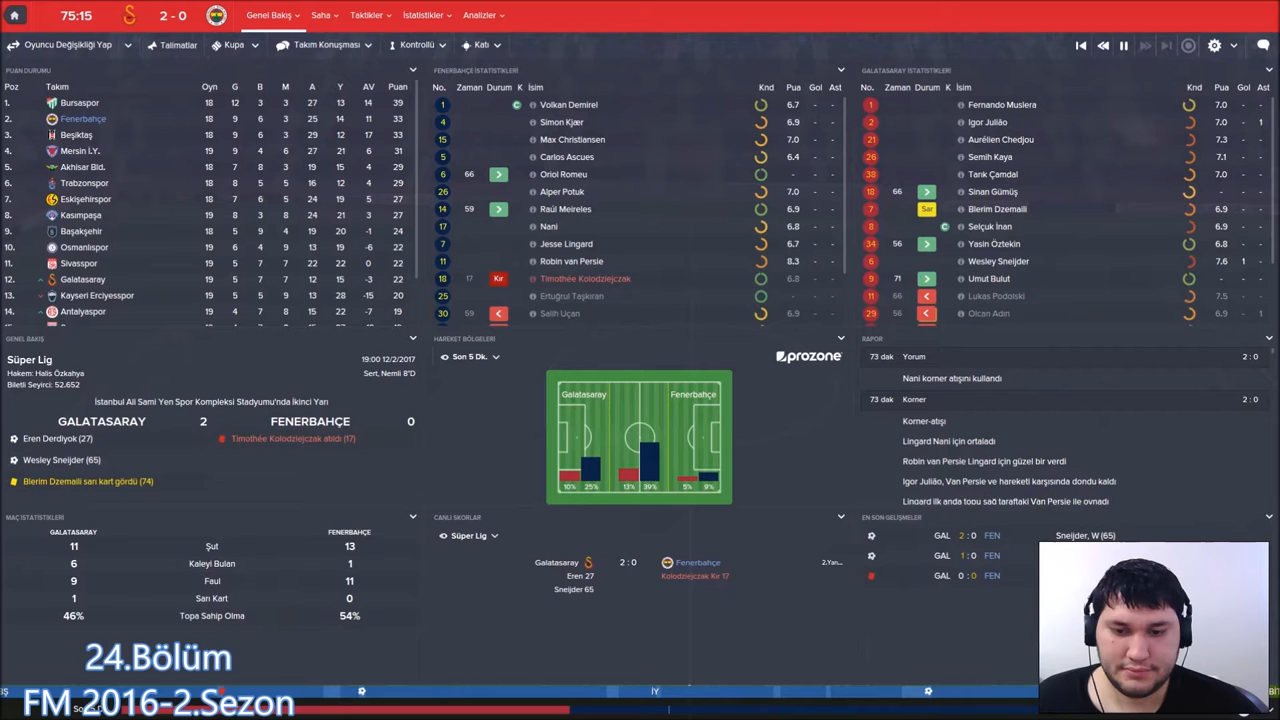 75:15 2 - 0 Genel Bakış Saha Taktikler İstatistikler Analizler
Oyuncu Değişikliği Yap Talimatlar Kupa Takım Konuşması Kontrollü Katı
PUAN DURUMU
Poz Takım Oyn G B M A Y AV Puan
1. Bursaspor 18 12 3 3 27 13 14 39
2. Fenerbahçe 18 9 6 3 25 14 11 33
3. Beşiktaş 18 9 6 3 29 12 17 33
4. Mersin İ.Y. 19 9 4 6 27 21 6 31
5. Akhisar Bld. 18 7 8 3 19 15 4 29
6. Trabzonspor 18 8 5 5 16 12 4 29
7. Eskişehirspor 18 7 6 5 24 19 5 27
8. Kasımpaşa 19 8 3 8 24 21 3 27
9. Başakşehir 18 5 9 4 19 20 -1 24
10. Osmanlıspor 19 6 4 9 13 19 -6 22
11. Sivasspor 19 5 7 7 22 22 0 22
12. Galatasaray 19 5 7 7 12 15 -3 22
13. Kayseri Erciyesspor 19 5 5 9 13 28 -15 20
14. Antalyaspor 19 4 7 8 15 22 -7 19
FENERBAHÇE İSTATİSTİKLERİ
No. Zaman Durum K İsim Knd Pua Gol Ast
1 C Volkan Demirel 6.7 - -
4 Simon Kjær 6.9 - -
15 Max Christiansen 7.0 - -
5 Carlos Ascues 6.4 - -
6 66 Oriol Romeu - - -
26 Alper Potuk 7.0 - -
14 59 Raúl Meireles 6.9 - -
17 Nani 6.8 - -
7 Jesse Lingard 6.7 - -
11 Robin van Persie 8.3 - -
18 17 Kır Timothée Kolodziejczak 6.8 - -
25 Ertuğrul Taşkıran - - -
30 59 Salih Uçan 6.9 - -
GALATASARAY İSTATİSTİKLERİ
No. Zaman Durum K İsim Knd Pua Gol Ast
1 Fernando Muslera 7.0 - -
2 Igor Julião 7.0 - 1
21 Aurélien Chedjou 7.3 - -
26 Semih Kaya 7.1 - -
38 Tarık Çamdal 7.0 - -
18 66 Sinan Gümüş - - -
7 Sar Blerim Dzemaili 6.9 - -
8 C Selçuk İnan 6.9 - -
34 56 Yasin Öztekin 6.8 - -
6 Wesley Sneijder 7.6 1 -
9 71 Umut Bulut - - -
11 66 Lukas Podolski 7.5 - -
29 56 Olcan Adın 6.9 - 1
GENEL BAKIŞ
Süper Lig 19:00 12/2/2017
Hakem: Halis Özkahya Sert, Nemli 8°D
Biletli Seyirci: 52.652
İstanbul Ali Sami Yen Spor Kompleksi Stadyumu'nda İkinci Yarı
GALATASARAY 2 FENERBAHÇE 0
Eren Derdiyok (27) Timothée Kolodziejczak atıldı (17)
Wesley Sneijder (65)
Blerim Dzemaili sarı kart gördü (74)
HAREKET BÖLGELERİ
Son 5 Dk. prozone
Galatasaray Fenerbahçe
10% 25% 13% 39% 5% 9%
RAPOR
73 dak Yorum 2 : 0
Nani korner atışını kullandı
73 dak Korner 2 : 0
Korner-atışı
Lingard Nani için ortaladı
Robin van Persie Lingard için güzel bir verdi
Igor Julião, Van Persie ve hareketi karşısında dondu kaldı
Lingard ilk anda topu sağ taraftaki Van Persie ile oynadı
MAÇ İSTATİSTİKLERİ
GALATASARAY FENERBAHÇE
11 Şut 13
6 Kaleyi Bulan 1
9 Faul 11
1 Sarı Kart 0
46% Topa Sahip Olma 54%
CANLI SKORLAR
Süper Lig
Galatasaray 2 : 0 Fenerbahçe 2.Yarı...
Eren 27 Kolodziejczak Kır 17
Sneijder 65
EN SON GELİŞMELER
GAL 2 : 0 FEN Sneijder, W (65)
GAL 1 : 0 FEN
GAL 0 : 0 FEN
24.Bölüm
FM 2016-2.Sezon
İY